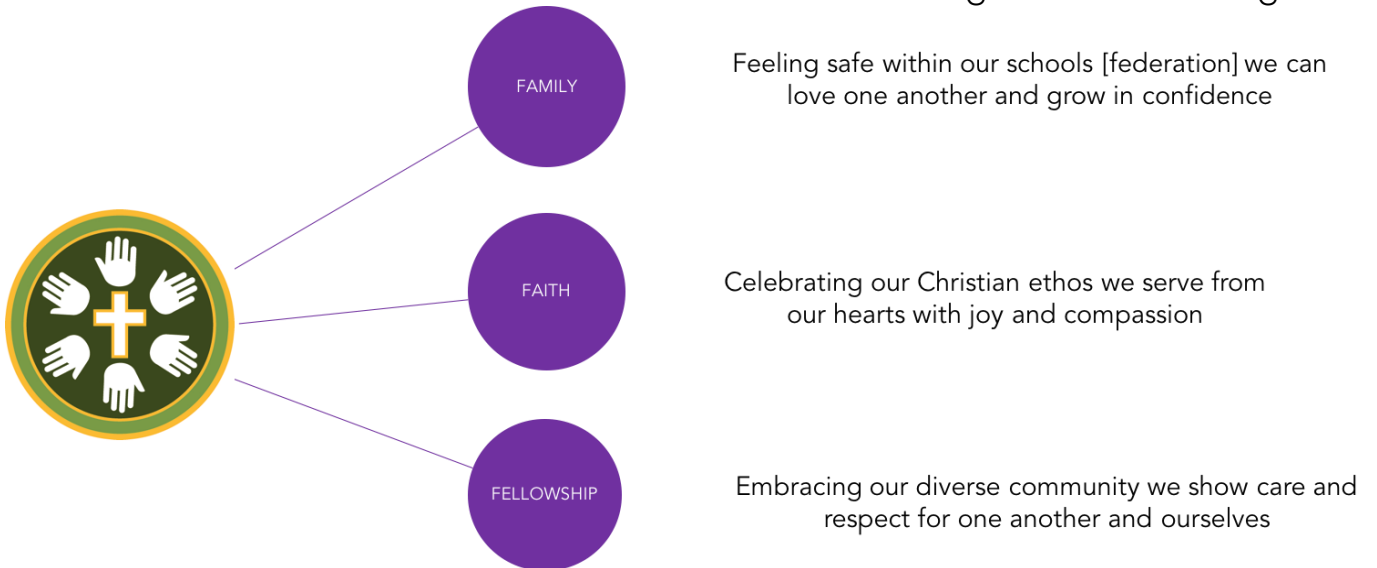 FAMILY
Feeling safe within our schools [federation] we can
love one another and grow in confidence
FAITH
Celebrating our Christian ethos we serve from
our hearts with joy and compassion
FELLOWSHIP
Embracing our diverse community we show care and
respect for one another and ourselves